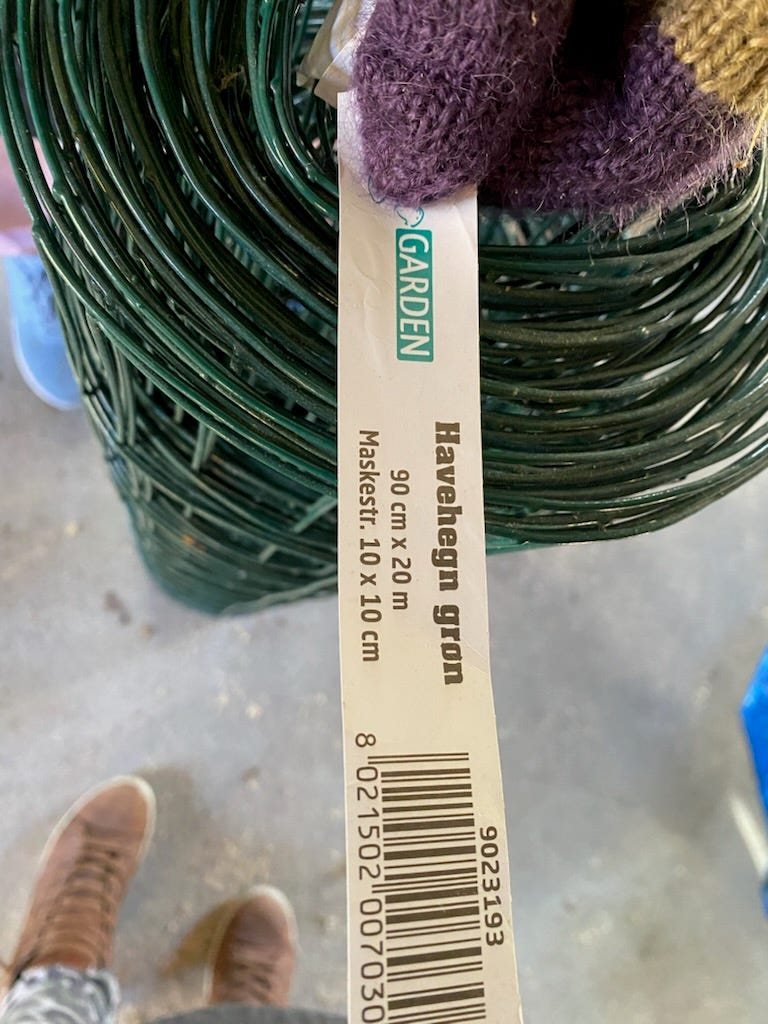 GARDEN
Havehegn grøn
90 cm x 20 m
Maskestr. 10 x 10 cm
9023193
8 021502 007030